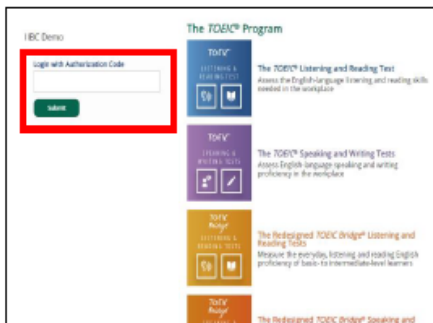 IIBC Demo
Login with Authorization Code
Submit
The TOEIC® Program
TOEIC
LISTENING &
READING TEST
The TOEIC® Listening and Reading Test
Assess the English-language listening and reading skills
needed in the workplace
TOEIC
SPEAKING &
WRITING TESTS
The TOEIC® Speaking and Writing Tests
Assess English-language speaking and writing
proficiency in the workplace
TOEIC
Bridge
LISTENING &
READING TESTS
The Redesigned TOEIC Bridge® Listening and
Reading Tests
Measure the everyday, listening and reading English
proficiency of basic- to intermediate-level learners
TOEIC
Bridge
SPEAKING &
The Redesigned TOEIC Bridge® Speaking and